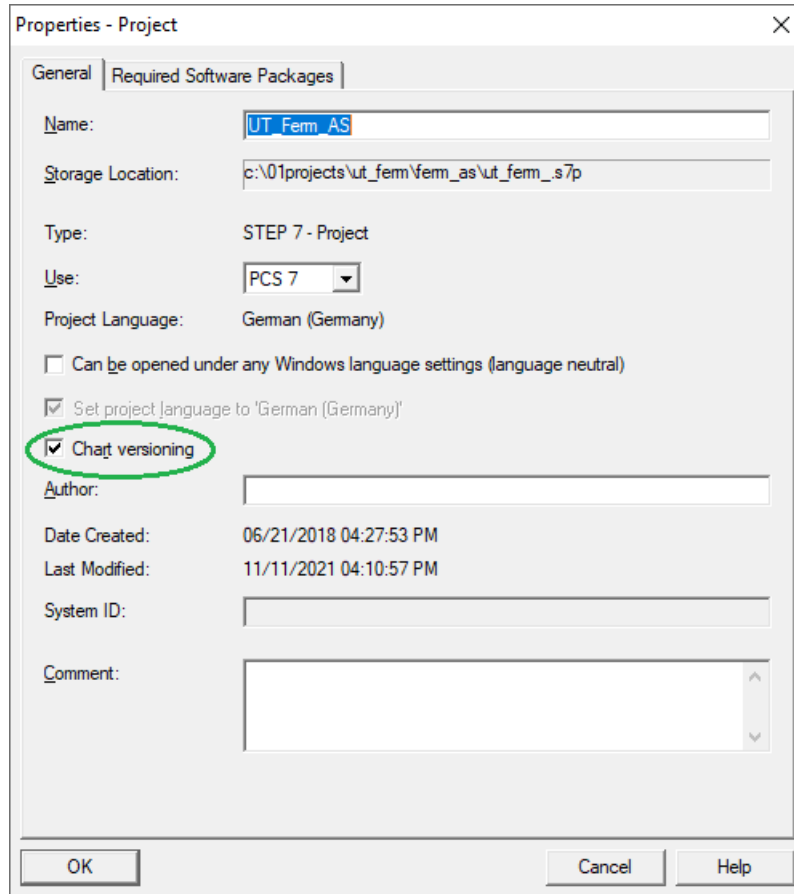 Properties - Project
General
Required Software Packages
Name:
UT_Ferm_AS
Storage Location:
c:\01projects\ut_ferm\ferm_as\ut_ferm_.s7p
Type:
STEP 7 - Project
Use:
PCS 7
Project Language:
German (Germany)
Can be opened under any Windows language settings (language neutral)
Set project language to 'German (Germany)'
Chart versioning
Author:
Date Created:
06/21/2018 04:27:53 PM
Last Modified:
11/11/2021 04:10:57 PM
System ID:
Comment:
OK
Cancel
Help